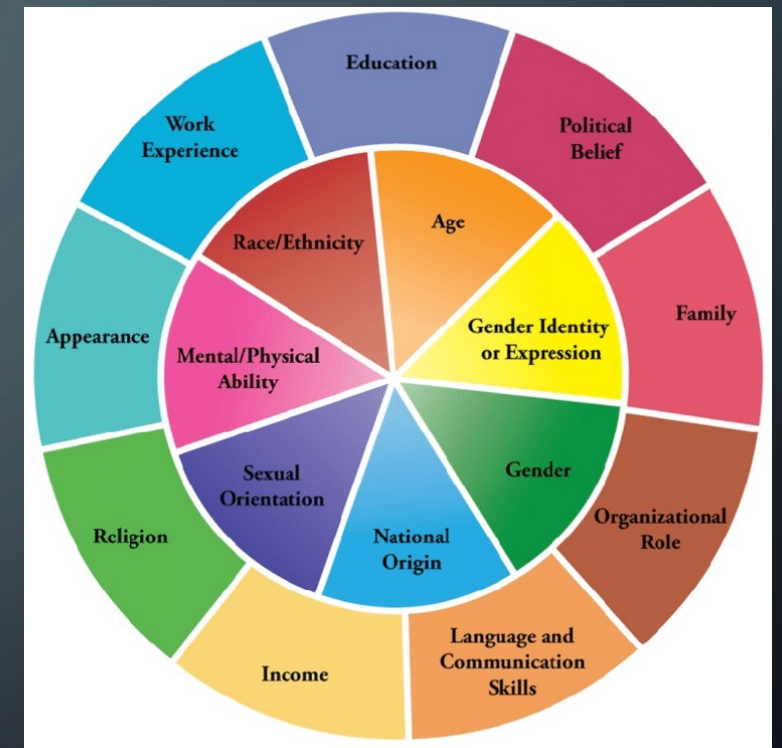 Education
Political
Belief
Family
Organizational
Role
Language and
Communication
Skills
Income
Religion
Appearance
Work
Experience
Age
Gender Identity
or Expression
Gender
National
Origin
Sexual
Orientation
Mental/Physical
Ability
Race/Ethnicity